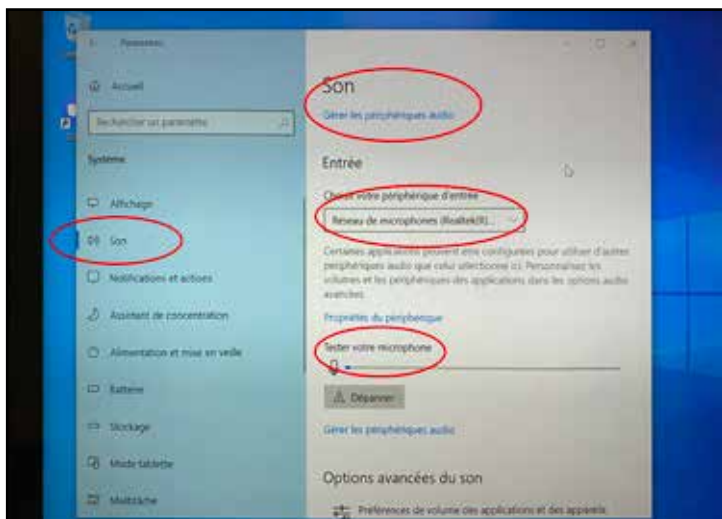 Paramètres
Accueil
Rechercher un paramètre
Système
Affichage
Son
Notifications et actions
Assistant de concentration
Alimentation et mise en veille
Batterie
Stockage
Mode tablette
Multitâche
Son
Gérer les périphériques audio
Entrée
Choisir votre périphérique d'entrée
Réseau de microphones (Realtek(R)...
Certaines applications peuvent être configurées pour utiliser d'autres
périphériques audio que celui sélectionné ici. Personnalisez les
volumes et les périphériques des applications dans les options audio
avancées.
Propriétés du périphérique
Tester votre microphone
Dépanner
Gérer les périphériques audio
Options avancées du son
Préférences de volume des applications et des appareils